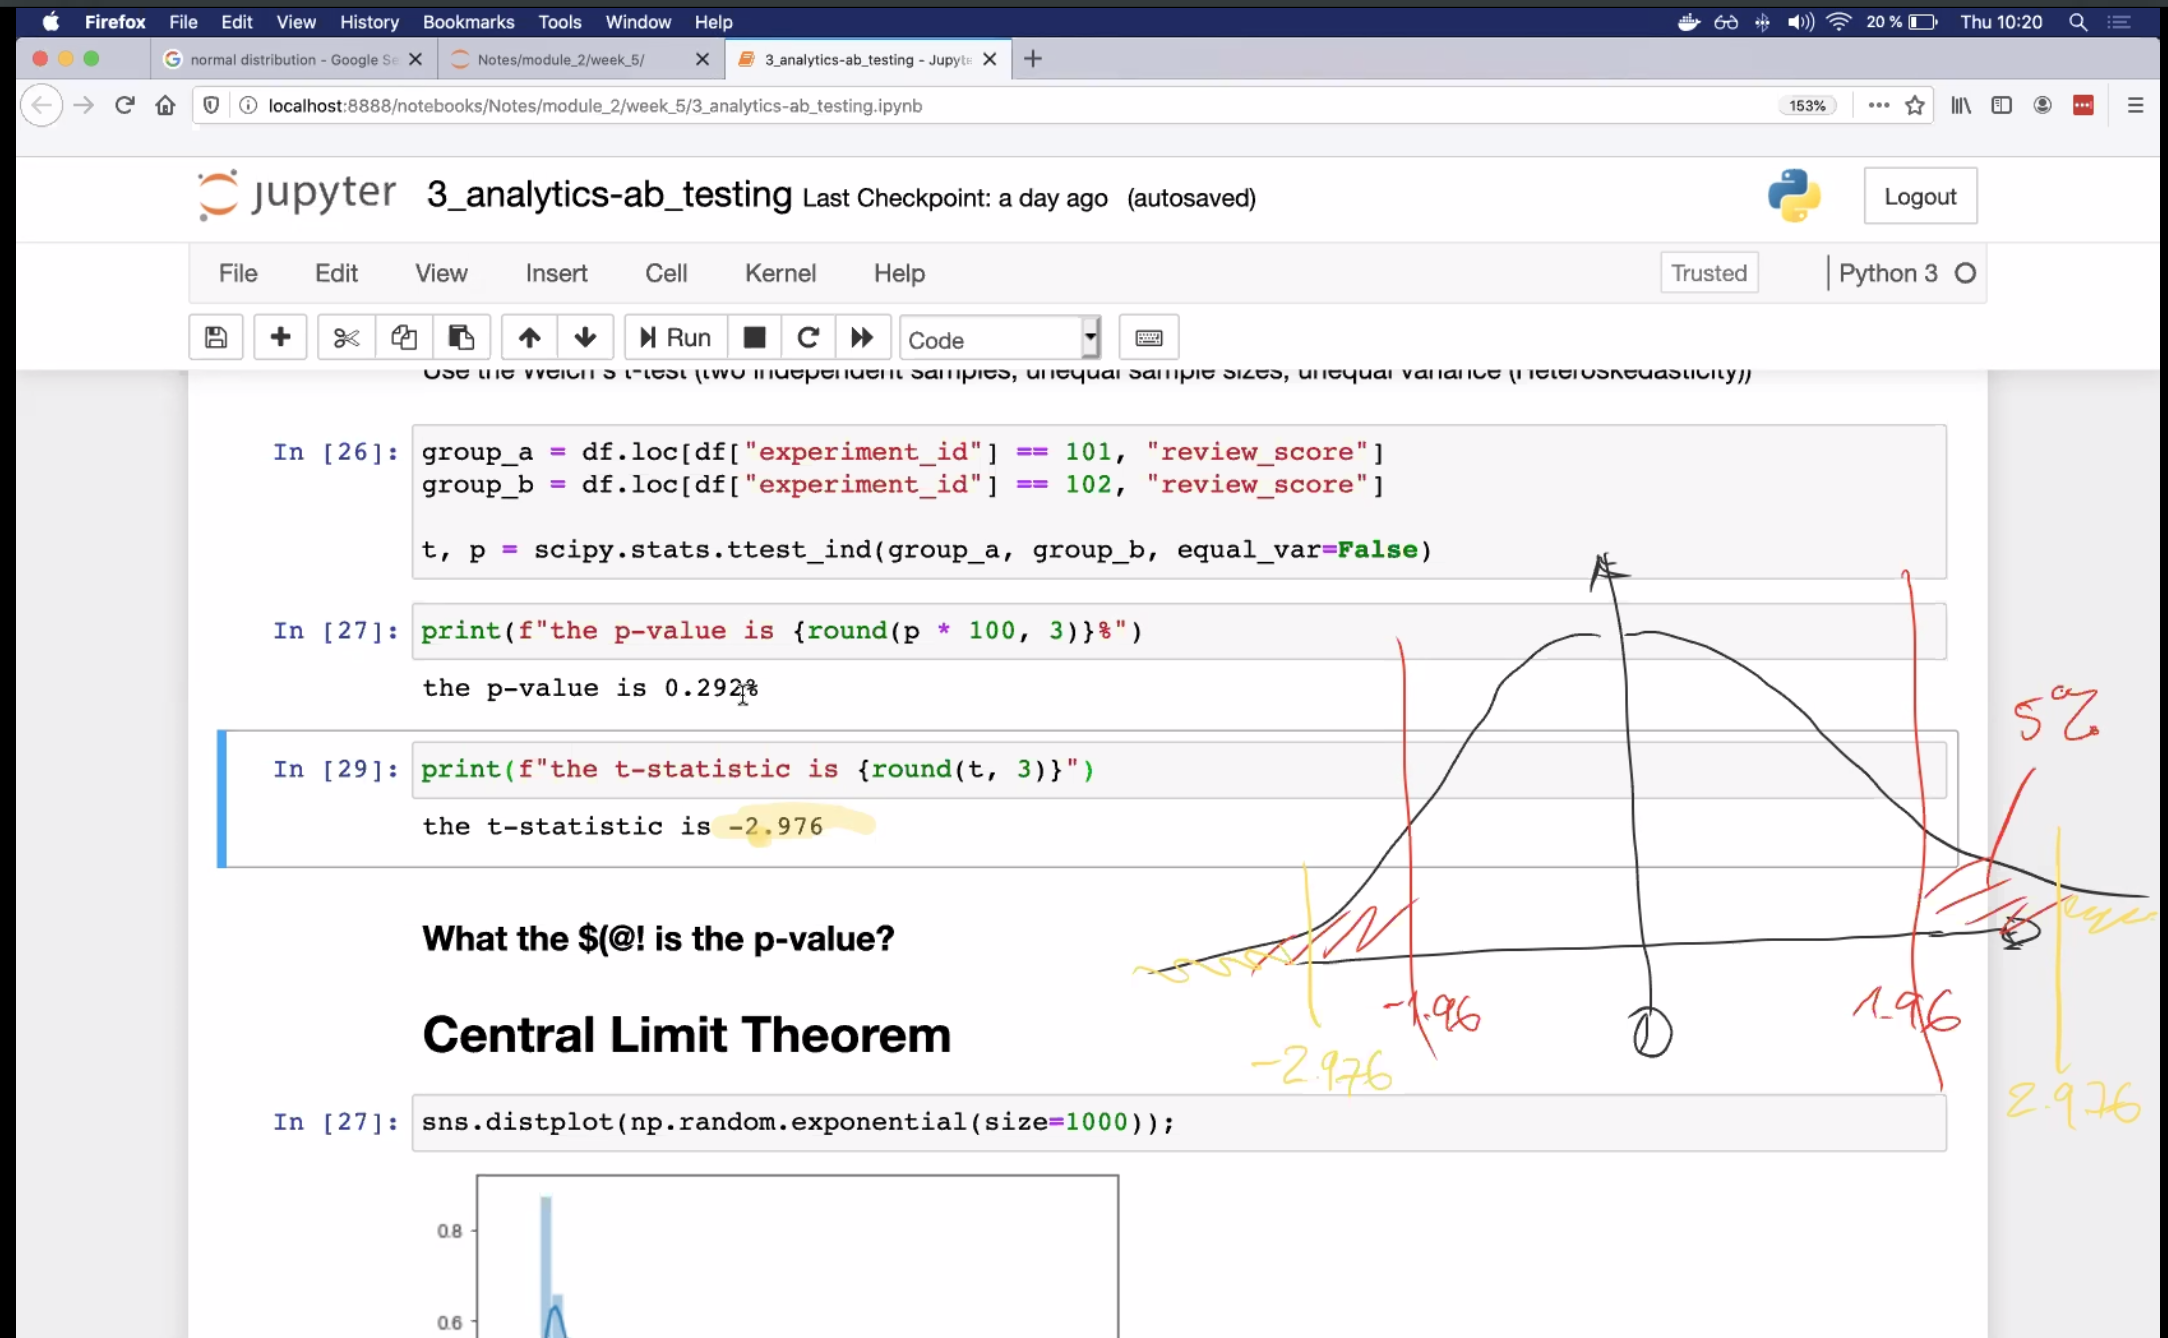 Firefox File Edit View History Bookmarks Tools Window Help 20 % Thu 10:20
normal distribution - Google Se Notes/module_2/week_5/ 3_analytics-ab_testing - Jupyte
localhost:8888/notebooks/Notes/module_2/week_5/3_analytics-ab_testing.ipynb 153%
jupyter 3_analytics-ab_testing Last Checkpoint: a day ago (autosaved) Logout
File Edit View Insert Cell Kernel Help Trusted Python 3
Run Code
Use the Welch's t-test (two independent samples, unequal sample sizes, unequal variance (Heteroskedasticity))
In [26]: group_a = df.loc[df["experiment_id"] == 101, "review_score"]
group_b = df.loc[df["experiment_id"] == 102, "review_score"]
t, p = scipy.stats.ttest_ind(group_a, group_b, equal_var=False)
In [27]: print(f"the p-value is {round(p * 100, 3)}%")
the p-value is 0.292%
5%
In [29]: print(f"the t-statistic is {round(t, 3)}")
the t-statistic is -2.976
What the $(@! is the p-value?
-1.96 0 1.96
Central Limit Theorem
-2.976 2.976
In [27]: sns.distplot(np.random.exponential(size=1000));
0.8
0.6